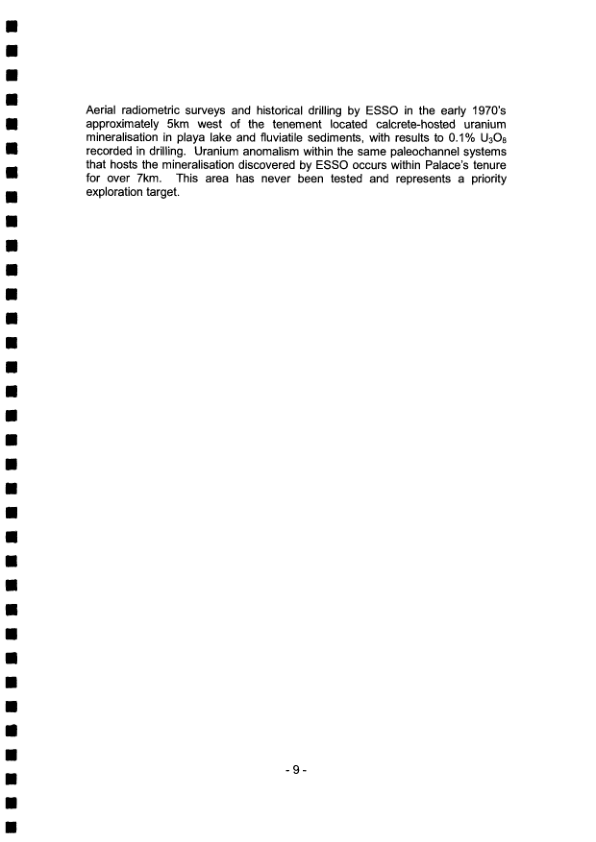 Aerial radiometric surveys and historical drilling by ESSO in the early 1970's
approximately 5km west of the tenement located calcrete-hosted uranium
mineralisation in playa lake and fluviatile sediments, with results to 0.1% U₃O₈
recorded in drilling. Uranium anomalism within the same paleochannel systems
that hosts the mineralisation discovered by ESSO occurs within Palace's tenure
for over 7km. This area has never been tested and represents a priority
exploration target.
- 9 -